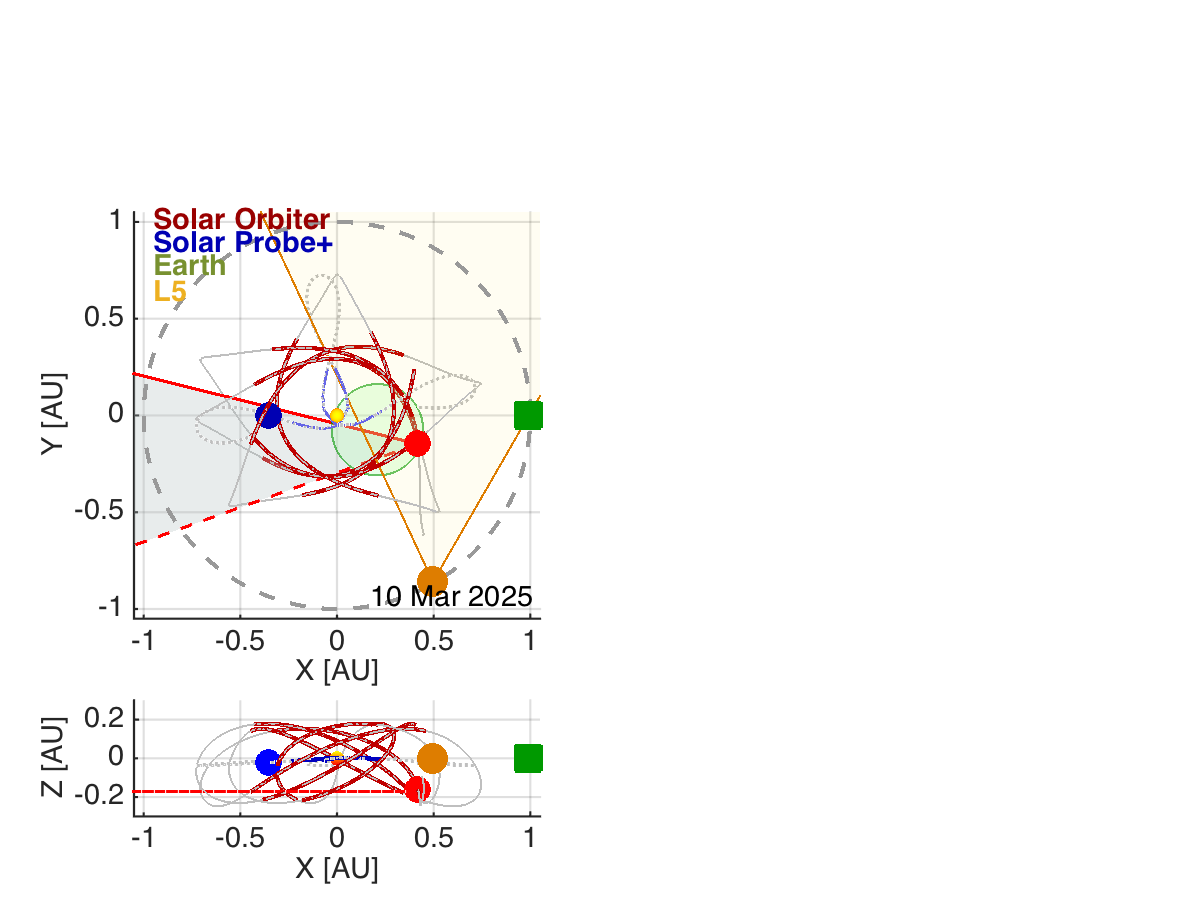 Solar Orbiter
Solar Probe+
Earth
L5
1
0.5
0
-0.5
-1
Y [AU]
10 Mar 2025
-1 -0.5 0 0.5 1
X [AU]
0.2
0
-0.2
Z [AU]
-1 -0.5 0 0.5 1
X [AU]